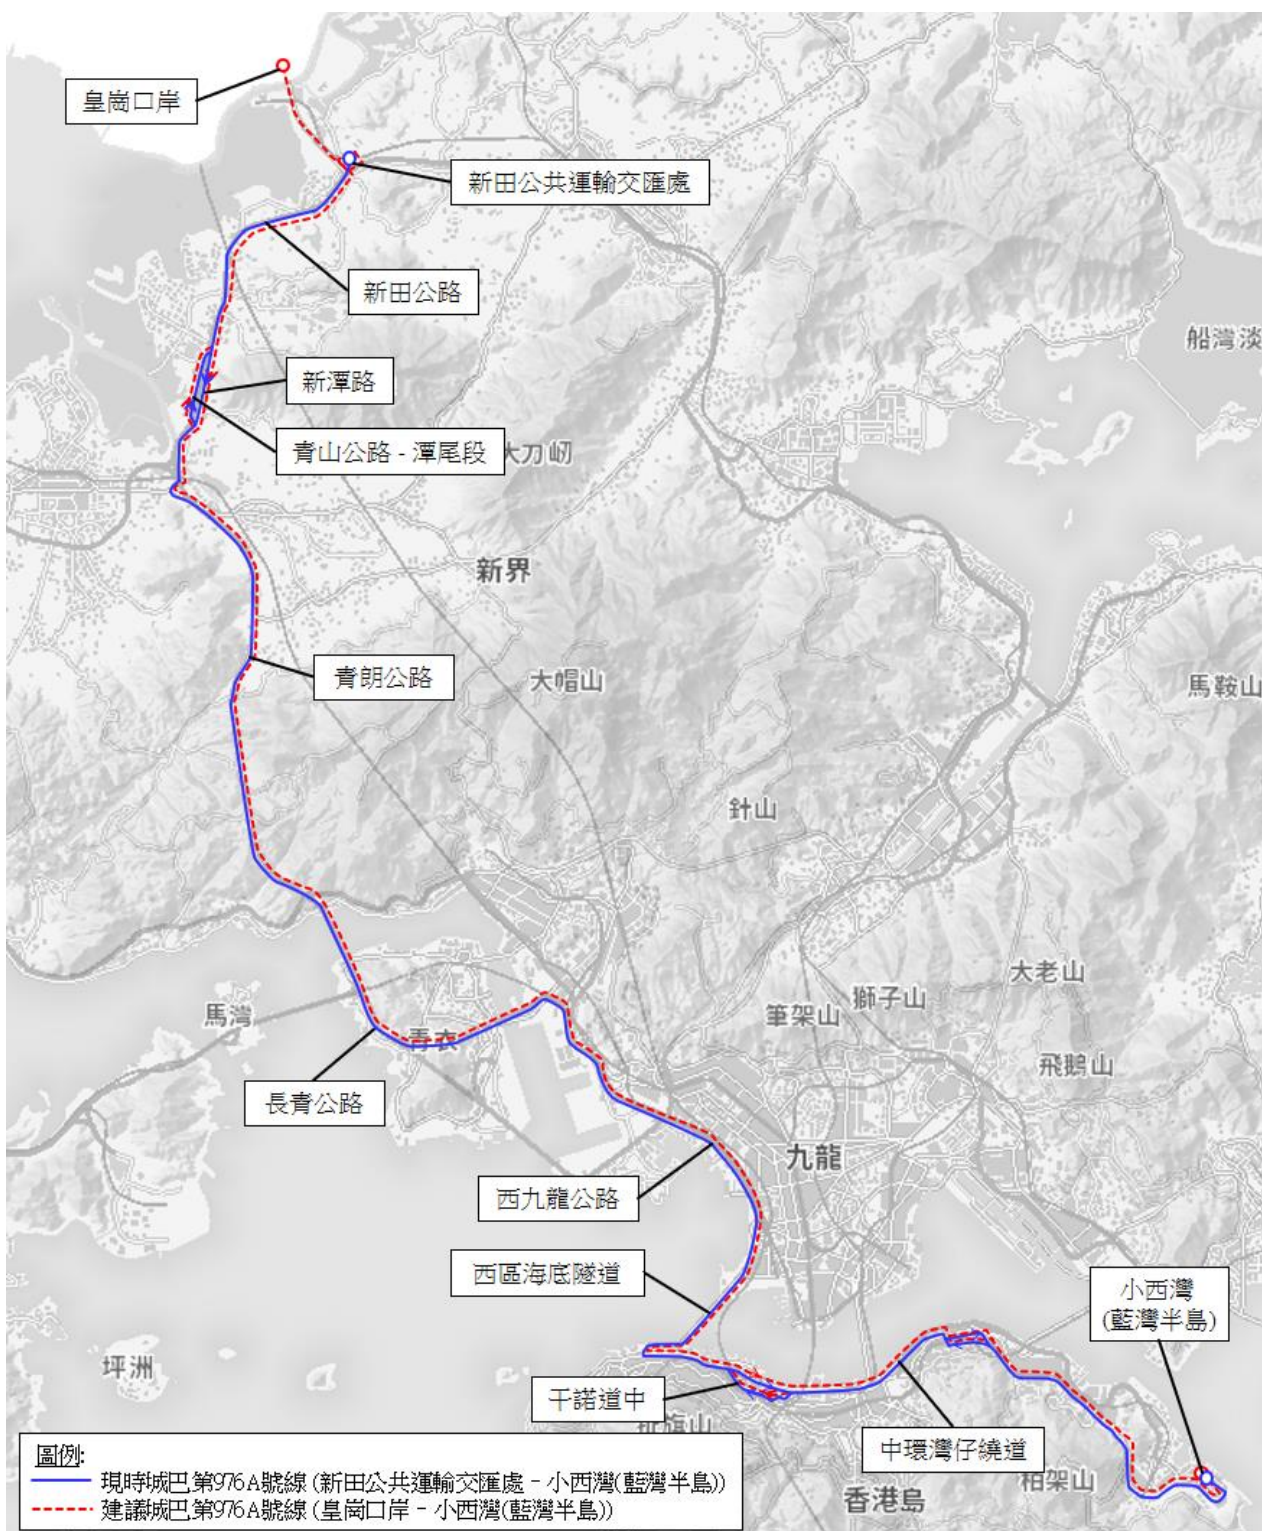 皇崗口岸
新田公共運輸交匯處
新田公路
船灣淡
新潭路
青山公路 - 潭尾段
大刀屻
新界
青朗公路
大帽山
馬鞍山
針山
大老山
馬灣
筆架山
獅子山
青衣
飛鵝山
長青公路
九龍
西九龍公路
西區海底隧道
小西灣
(藍灣半島)
坪洲
干諾道中
扯旗山
中環灣仔繞道
柏架山
香港島
圖例:
現時城巴第976A號線 (新田公共運輸交匯處 - 小西灣(藍灣半島))
建議城巴第976A號線 (皇崗口岸 - 小西灣(藍灣半島))